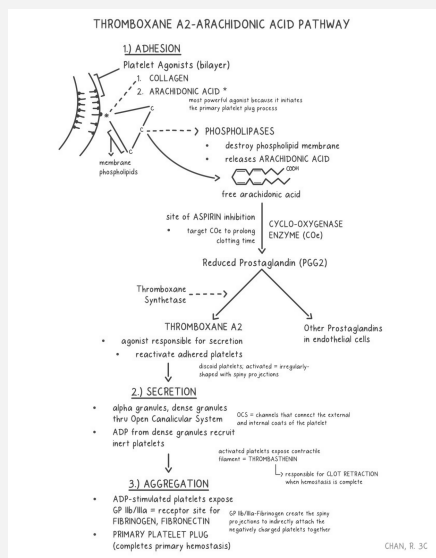 THROMBOXANE A2-ARACHIDONIC ACID PATHWAY
1.) ADHESION
Platelet Agonists (bilayer)
1. COLLAGEN
2. ARACHIDONIC ACID *
most powerful agonist because it initiates
the primary platelet plug process
*
C
C
C
membrane
phospholipids
PHOSPHOLIPASES
• destroy phospholipid membrane
• releases ARACHIDONIC ACID
COOH
free arachidonic acid
site of ASPIRIN inhibition
• target COe to prolong
clotting time
CYCLO-OXYGENASE
ENZYME (COe)
Reduced Prostaglandin (PGG2)
Thromboxane
Synthetase
THROMBOXANE A2
• agonist responsible for secretion
• reactivate adhered platelets
Other Prostaglandins
in endothelial cells
discoid platelets; activated = irregularly-
shaped with spiny projections
2.) SECRETION
• alpha granules, dense granules
thru Open Canalicular System
• ADP from dense granules recruit
inert platelets
OCS = channels that connect the external
and internal coats of the platelet
activated platelets expose contractile
filament = THROMBASTHENIN
responsible for CLOT RETRACTION
when hemostasis is complete
3.) AGGREGATION
• ADP-stimulated platelets expose
GP IIb/IIIa = receptor site for
FIBRINOGEN, FIBRONECTIN
• PRIMARY PLATELET PLUG
(completes primary hemostasis)
GP IIb/IIIa-Fibrinogen create the spiny
projections to indirectly attach the
negatively charged platelets together
CHAN, R. 3C